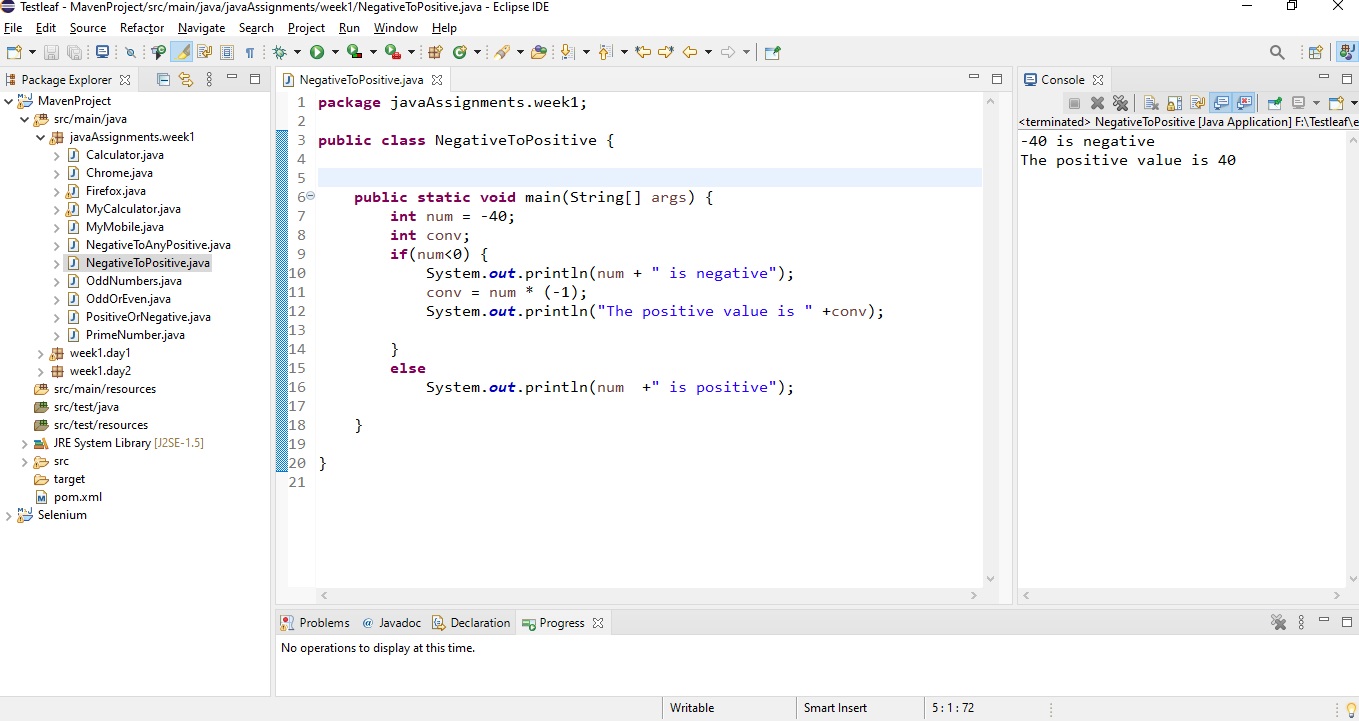 Testleaf - MavenProject/src/main/java/javaAssignments/week1/NegativeToPositive.java - Eclipse IDE
File Edit Source Refactor Navigate Search Project Run Window Help
Package Explorer
MavenProject
src/main/java
javaAssignments.week1
Calculator.java
Chrome.java
Firefox.java
MyCalculator.java
MyMobile.java
NegativeToAnyPositive.java
NegativeToPositive.java
OddNumbers.java
OddOrEven.java
PositiveOrNegative.java
PrimeNumber.java
week1.day1
week1.day2
src/main/resources
src/test/java
src/test/resources
JRE System Library [J2SE-1.5]
src
target
pom.xml
Selenium
NegativeToPositive.java
1 package javaAssignments.week1;
2
3 public class NegativeToPositive {
4
5
6 public static void main(String[] args) {
7 int num = -40;
8 int conv;
9 if(num<0) {
10 System.out.println(num + " is negative");
11 conv = num * (-1);
12 System.out.println("The positive value is " +conv);
13
14 }
15 else
16 System.out.println(num  +" is positive");
17
18 }
19
20 }
21
Console
<terminated> NegativeToPositive [Java Application] F:\Testleaf\e
-40 is negative
The positive value is 40
Problems @ Javadoc Declaration Progress
No operations to display at this time.
Writable Smart Insert 5 : 1 : 72